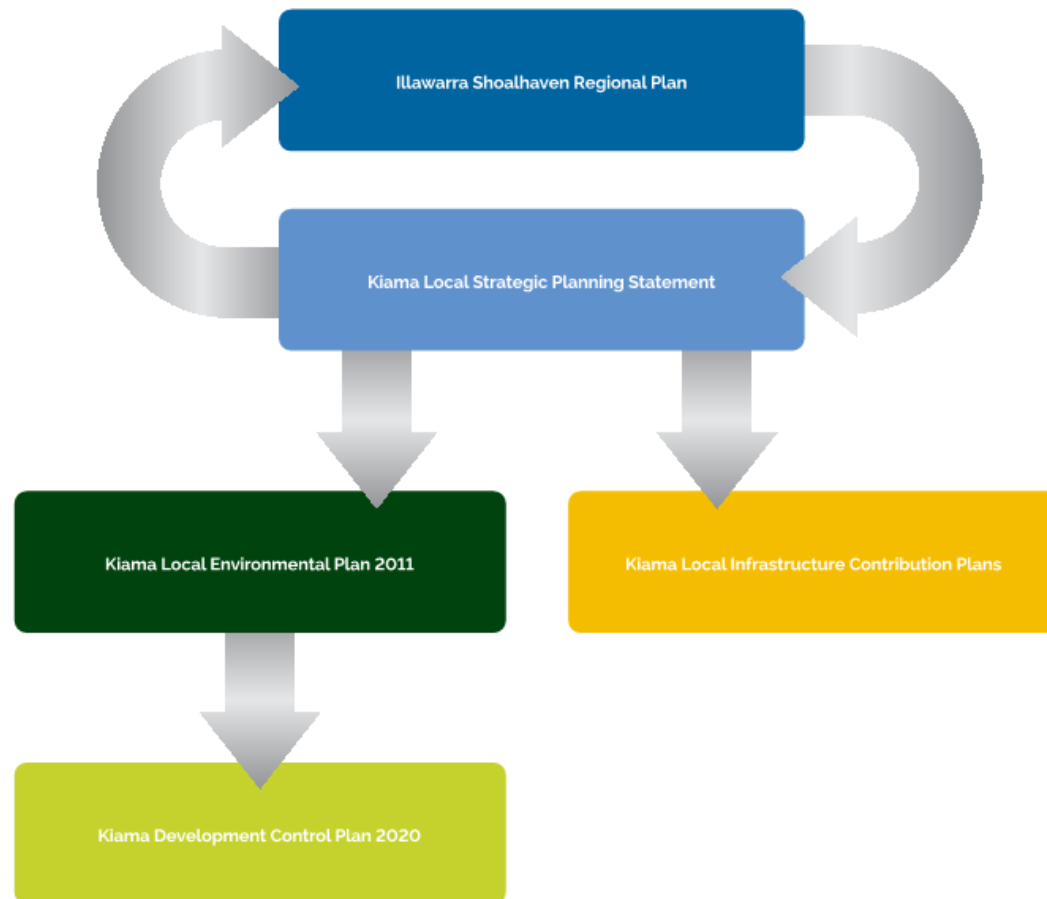 Illawarra Shoalhaven Regional Plan
Kiama Local Strategic Planning Statement
Kiama Local Environmental Plan 2011
Kiama Local Infrastructure Contribution Plans
Kiama Development Control Plan 2020